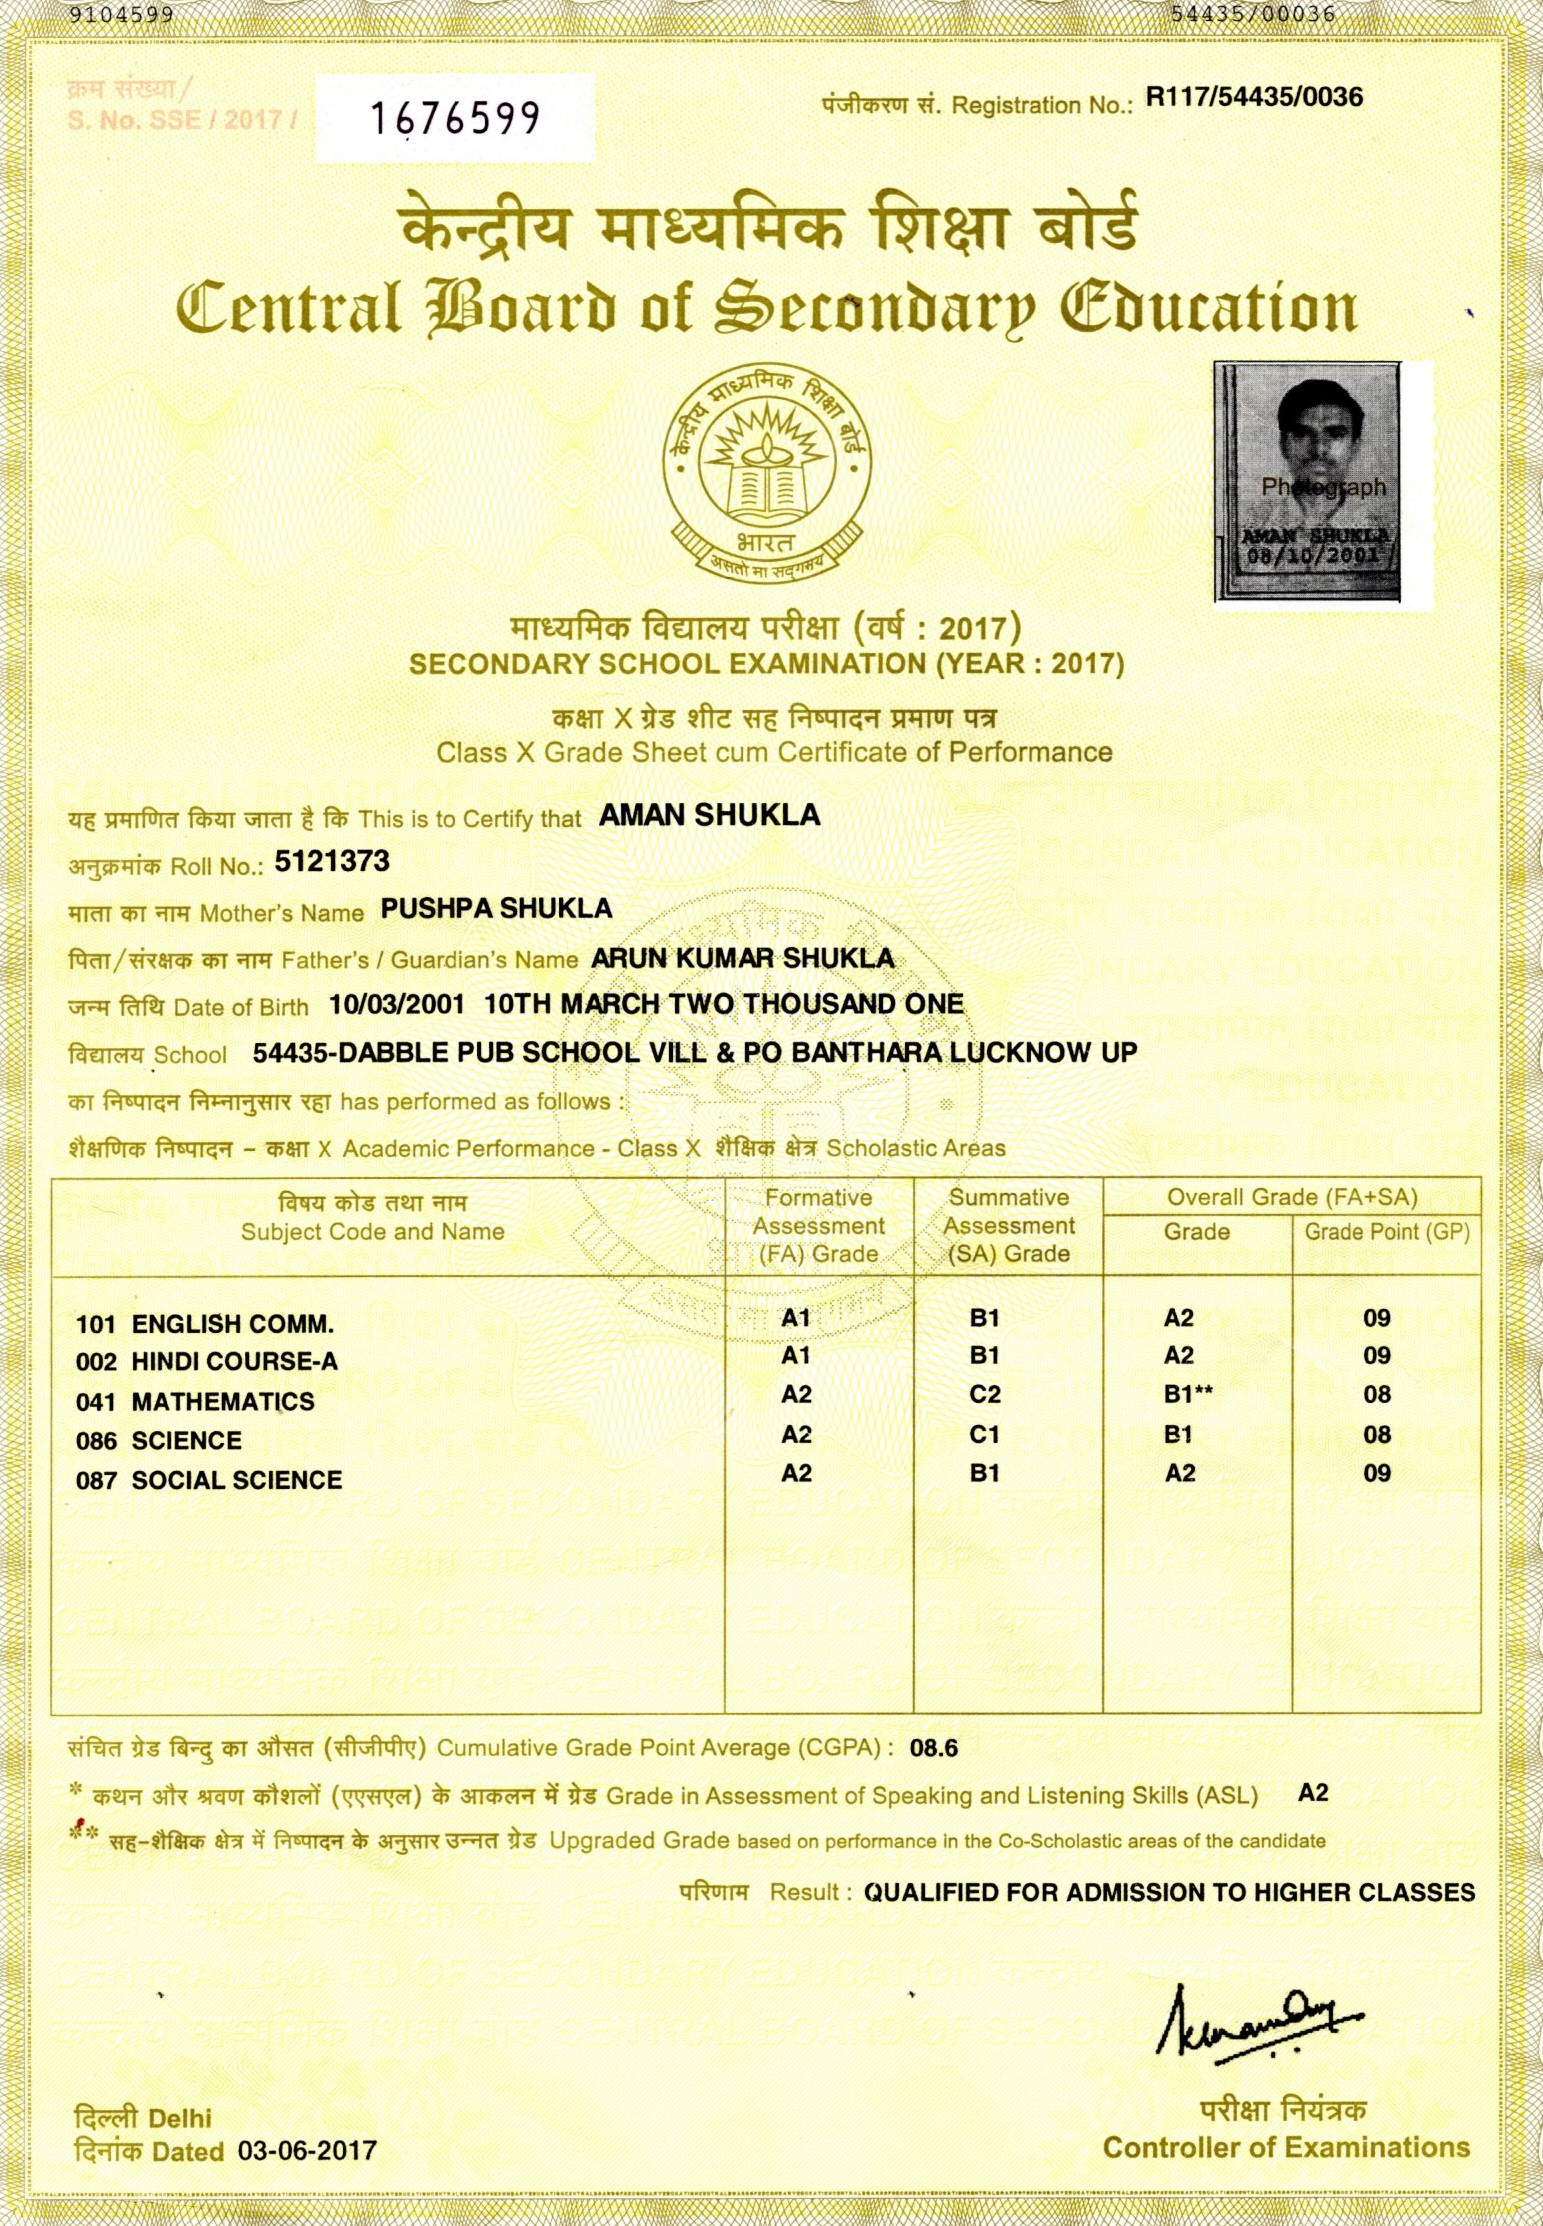 9104599 54435/00036
क्रम संख्या/
S. No. SSE / 2017 / 1676599
पंजीकरण सं. Registration No.: R117/54435/0036
केन्द्रीय माध्यमिक शिक्षा बोर्ड
Central Board of Secondary Education
केन्द्रीय माध्यमिक शिक्षा बोर्ड
भारत
असतो मा सद्गमय
Photograph
AMAN SHUKLA
08/10/2001
माध्यमिक विद्यालय परीक्षा (वर्ष : 2017)
SECONDARY SCHOOL EXAMINATION (YEAR : 2017)
कक्षा X ग्रेड शीट सह निष्पादन प्रमाण पत्र
Class X Grade Sheet cum Certificate of Performance
यह प्रमाणित किया जाता है कि This is to Certify that AMAN SHUKLA
अनुक्रमांक Roll No.: 5121373
माता का नाम Mother's Name PUSHPA SHUKLA
पिता/संरक्षक का नाम Father's / Guardian's Name ARUN KUMAR SHUKLA
जन्म तिथि Date of Birth 10/03/2001 10TH MARCH TWO THOUSAND ONE
विद्यालय School 54435-DABBLE PUB SCHOOL VILL & PO BANTHARA LUCKNOW UP
का निष्पादन निम्नानुसार रहा has performed as follows :
शैक्षणिक निष्पादन – कक्षा X Academic Performance - Class X शैक्षिक क्षेत्र Scholastic Areas
विषय कोड तथा नाम
Subject Code and Name
Formative
Assessment
(FA) Grade
Summative
Assessment
(SA) Grade
Overall Grade (FA+SA)
Grade Grade Point (GP)
101 ENGLISH COMM. A1 B1 A2 09
002 HINDI COURSE-A A1 B1 A2 09
041 MATHEMATICS A2 C2 B1** 08
086 SCIENCE A2 C1 B1 08
087 SOCIAL SCIENCE A2 B1 A2 09
संचित ग्रेड बिन्दु का औसत (सीजीपीए) Cumulative Grade Point Average (CGPA) : 08.6
* कथन और श्रवण कौशलों (एएसएल) के आकलन में ग्रेड Grade in Assessment of Speaking and Listening Skills (ASL) A2
** सह-शैक्षिक क्षेत्र में निष्पादन के अनुसार उन्नत ग्रेड Upgraded Grade based on performance in the Co-Scholastic areas of the candidate
परिणाम Result : QUALIFIED FOR ADMISSION TO HIGHER CLASSES
दिल्ली Delhi
दिनांक Dated 03-06-2017
परीक्षा नियंत्रक
Controller of Examinations